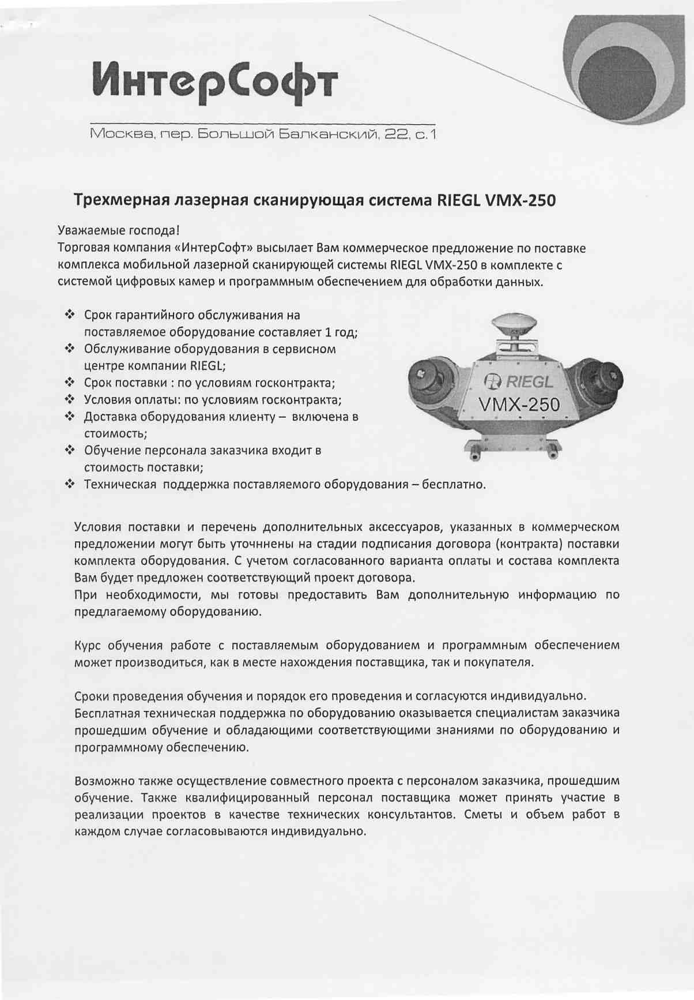 ИнтерСофт
Москва, пер. Большой Балканский, 22, с.1
Трехмерная лазерная сканирующая система RIEGL VMX-250
Уважаемые господа!
Торговая компания «ИнтерСофт» высылает Вам коммерческое предложение по поставке
комплекса мобильной лазерной сканирующей системы RIEGL VMX-250 в комплекте с
системой цифровых камер и программным обеспечением для обработки данных.
❖ Срок гарантийного обслуживания на
поставляемое оборудование составляет 1 год;
❖ Обслуживание оборудования в сервисном
центре компании RIEGL;
❖ Срок поставки : по условиям госконтракта;
❖ Условия оплаты: по условиям госконтракта;
❖ Доставка оборудования клиенту – включена в
стоимость;
❖ Обучение персонала заказчика входит в
стоимость поставки;
❖ Техническая поддержка поставляемого оборудования – бесплатно.
RIEGL
VMX-250
Условия поставки и перечень дополнительных аксессуаров, указанных в коммерческом
предложении могут быть уточннены на стадии подписания договора (контракта) поставки
комплекта оборудования. С учетом согласованного варианта оплаты и состава комплекта
Вам будет предложен соответствующий проект договора.
При необходимости, мы готовы предоставить Вам дополнительную информацию по
предлагаемому оборудованию.
Курс обучения работе с поставляемым оборудованием и программным обеспечением
может производиться, как в месте нахождения поставщика, так и покупателя.
Сроки проведения обучения и порядок его проведения и согласуются индивидуально.
Бесплатная техническая поддержка по оборудованию оказывается специалистам заказчика
прошедшим обучение и обладающими соответствующими знаниями по оборудованию и
программному обеспечению.
Возможно также осуществление совместного проекта с персоналом заказчика, прошедшим
обучение. Также квалифицированный персонал поставщика может принять участие в
реализации проектов в качестве технических консультантов. Сметы и объем работ в
каждом случае согласовываются индивидуально.